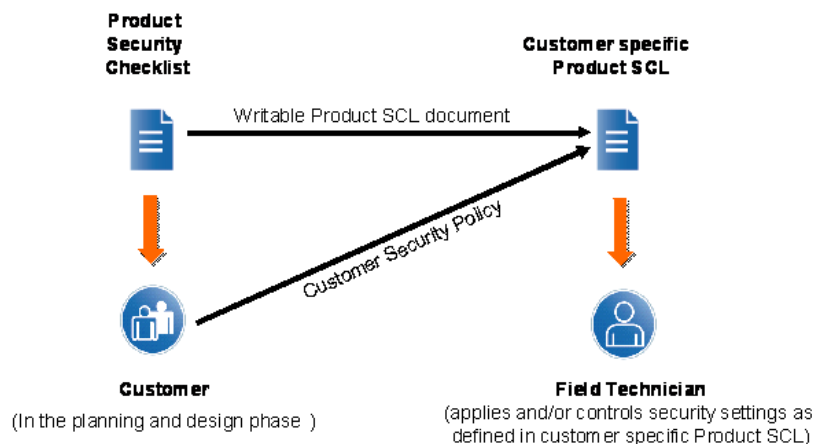 Product
Security
Checklist
Customer specific
Product SCL
Writable Product SCL document
Customer Security Policy
Customer
(In the planning and design phase )
Field Technician
(applies and/or controls security settings as
defined in customer specific Product SCL)